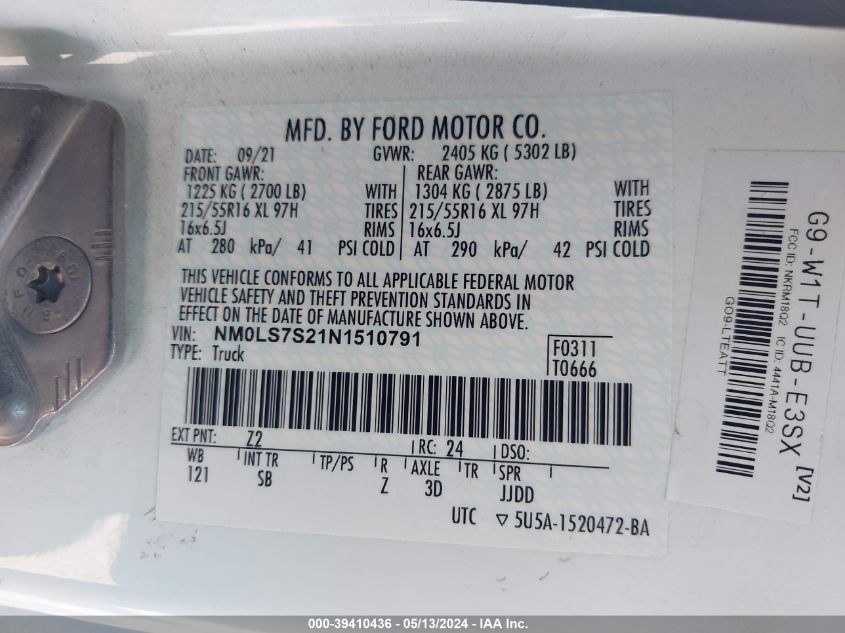 MFD. BY FORD MOTOR CO.
DATE: 09/21 GVWR: 2405 KG ( 5302 LB)
FRONT GAWR: REAR GAWR:
1225 KG ( 2700 LB) WITH 1304 KG ( 2875 LB) WITH
215/55R16 XL 97H TIRES 215/55R16 XL 97H TIRES
16x6.5J RIMS 16x6.5J RIMS
AT 280 kPa/ 41 PSI COLD AT 290 kPa/ 42 PSI COLD
THIS VEHICLE CONFORMS TO ALL APPLICABLE FEDERAL MOTOR
VEHICLE SAFETY AND THEFT PREVENTION STANDARDS IN
EFFECT ON THE DATE OF MANUFACTURE SHOWN ABOVE.
VIN: NM0LS7S21N1510791
TYPE: Truck
F0311
T0666
EXT PNT: Z2 RC: 24 DSO:
WB INT TR TP/PS R AXLE TR SPR
121 SB Z 3D JJDD
UTC ▽ 5U5A-1520472-BA
G9-W1T-UUB-E3SX [V2]
FCC ID: NKRM18Q2 IC ID: 4441A-M18Q2
GO9-LTEATT
000-39410436 - 05/13/2024 - IAA Inc.